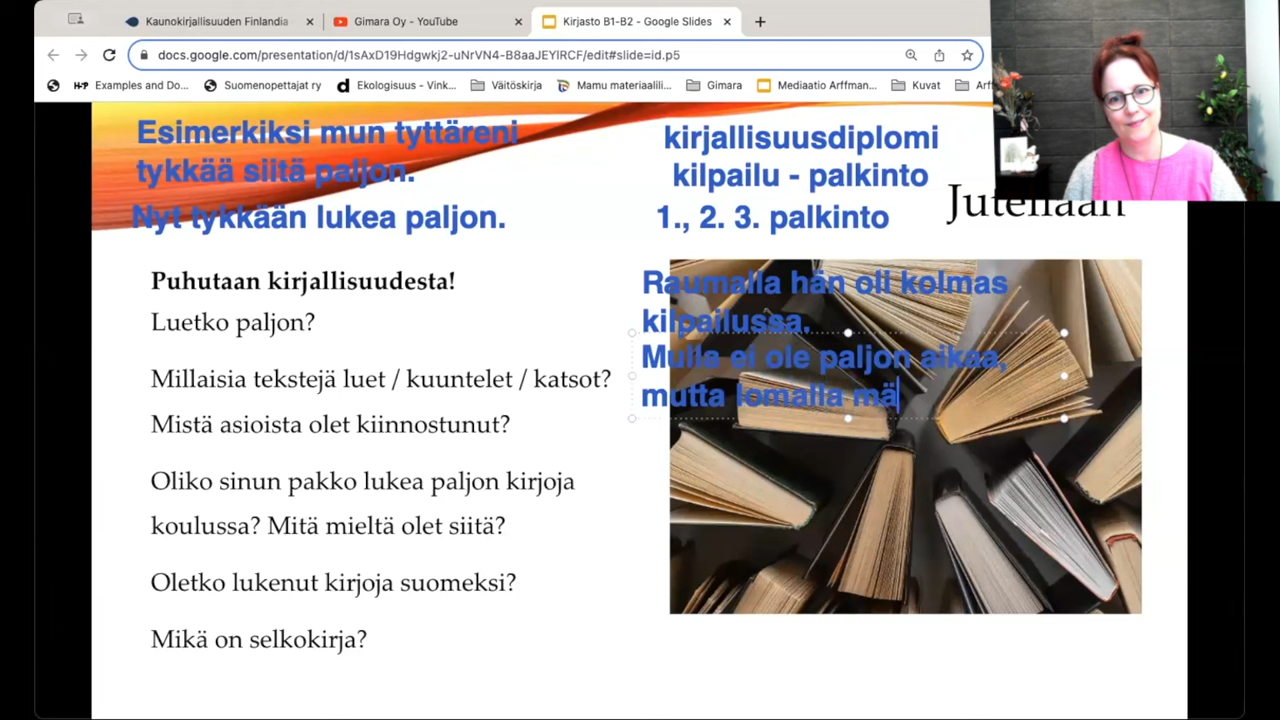 Kaunokirjallisuuden Finlandia
Gimara Oy - YouTube
Kirjasto B1-B2 - Google Slides
docs.google.com/presentation/d/1sAxD19Hdgwkj2-uNrVN4-B8aaJEYlRCF/edit#slide=id.p5
Examples and Do...
Suomenopettajat ry
Ekologisuus - Vink...
Väitöskirja
Mamu materiaalili...
Gimara
Mediaatio Arffman...
Kuvat
Esimerkiksi mun tyttäreni
tykkää siitä paljon.
Nyt tykkään lukea paljon.
kirjallisuusdiplomi
kilpailu - palkinto
1., 2. 3. palkinto
Jutellaan
Puhutaan kirjallisuudesta!
Luetko paljon?
Millaisia tekstejä luet / kuuntelet / katsot?
Mistä asioista olet kiinnostunut?
Oliko sinun pakko lukea paljon kirjoja
koulussa? Mitä mieltä olet siitä?
Oletko lukenut kirjoja suomeksi?
Mikä on selkokirja?
Raumalla hän oli kolmas
kilpailussa.
Mulla ei ole paljon aikaa,
mutta lomalla mä